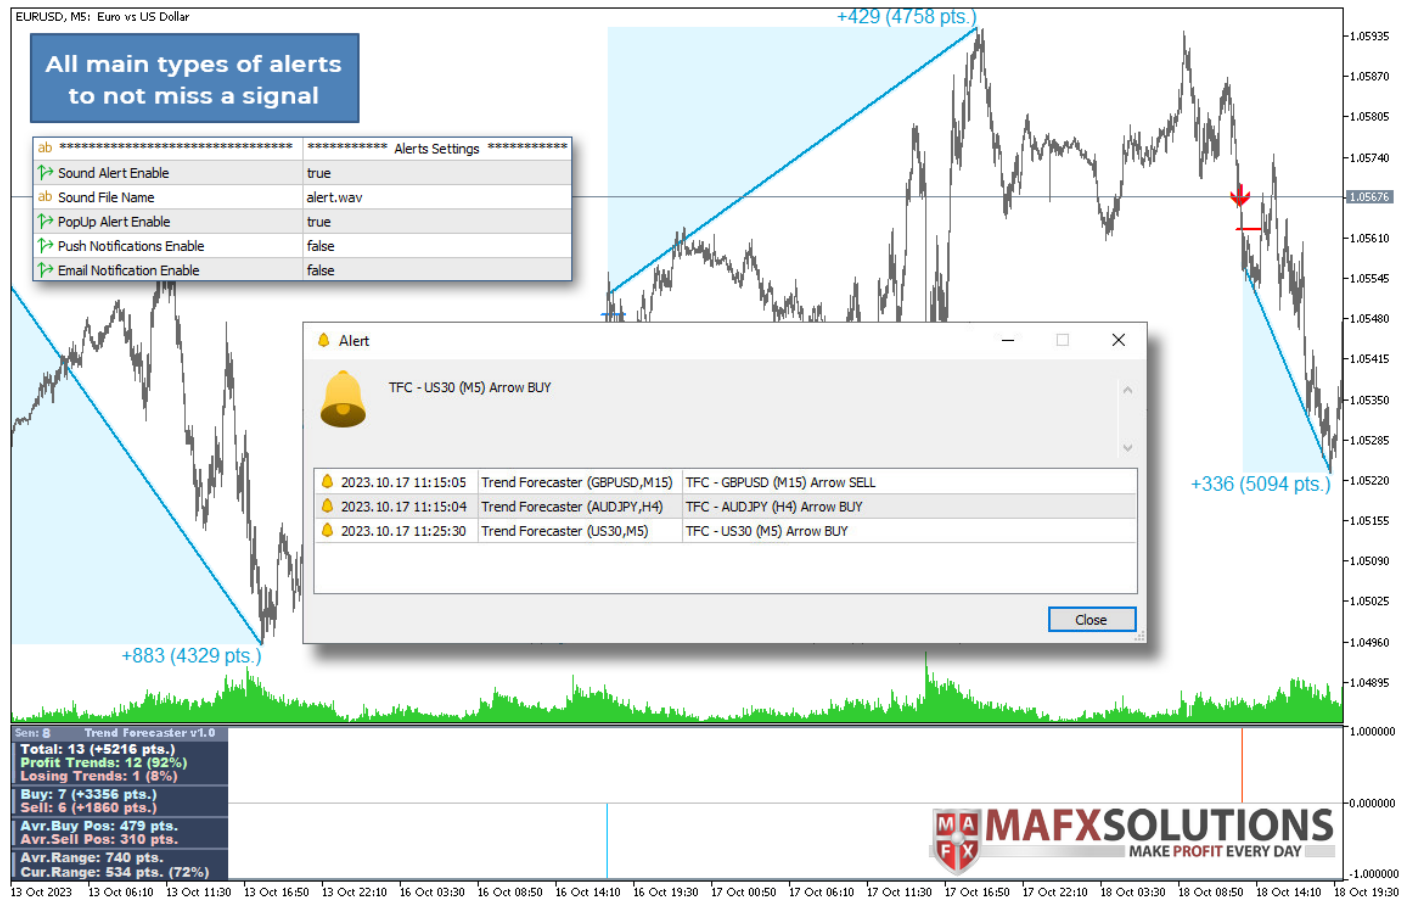 EURUSD, M5:  Euro vs US Dollar
+429 (4758 pts.)
All main types of alerts
to not miss a signal
ab ******************************** *********** Alerts Settings ***********
Sound Alert Enable true
ab Sound File Name alert.wav
PopUp Alert Enable true
Push Notifications Enable false
Email Notification Enable false
Alert
TFC - US30 (M5) Arrow BUY
2023.10.17 11:15:05 Trend Forecaster (GBPUSD,M15) TFC - GBPUSD (M15) Arrow SELL
2023.10.17 11:15:04 Trend Forecaster (AUDJPY,H4) TFC - AUDJPY (H4) Arrow BUY
2023.10.17 11:25:30 Trend Forecaster (US30,M5) TFC - US30 (M5) Arrow BUY
Close
+336 (5094 pts.)
+883 (4329 pts.)
1.05935
1.05870
1.05805
1.05740
1.05676
1.05610
1.05545
1.05480
1.05415
1.05350
1.05285
1.05220
1.05155
1.05090
1.05025
1.04960
1.04895
Sen: 8 Trend Forecaster v1.0
Total: 13 (+5216 pts.)
Profit Trends: 12 (92%)
Losing Trends: 1 (8%)
Buy: 7 (+3356 pts.)
Sell: 6 (+1860 pts.)
Avr.Buy Pos: 479 pts.
Avr.Sell Pos: 310 pts.
Avr.Range: 740 pts.
Cur.Range: 534 pts. (72%)
1.000000
0.000000
-1.000000
MA
FX
MAFXSOLUTIONS
MAKE PROFIT EVERY DAY
13 Oct 2023 13 Oct 06:10 13 Oct 11:30 13 Oct 16:50 13 Oct 22:10 16 Oct 03:30 16 Oct 08:50 16 Oct 14:10 16 Oct 19:30 17 Oct 00:50 17 Oct 06:10 17 Oct 11:30 17 Oct 16:50 17 Oct 22:10 18 Oct 03:30 18 Oct 08:50 18 Oct 14:10 18 Oct 19:30